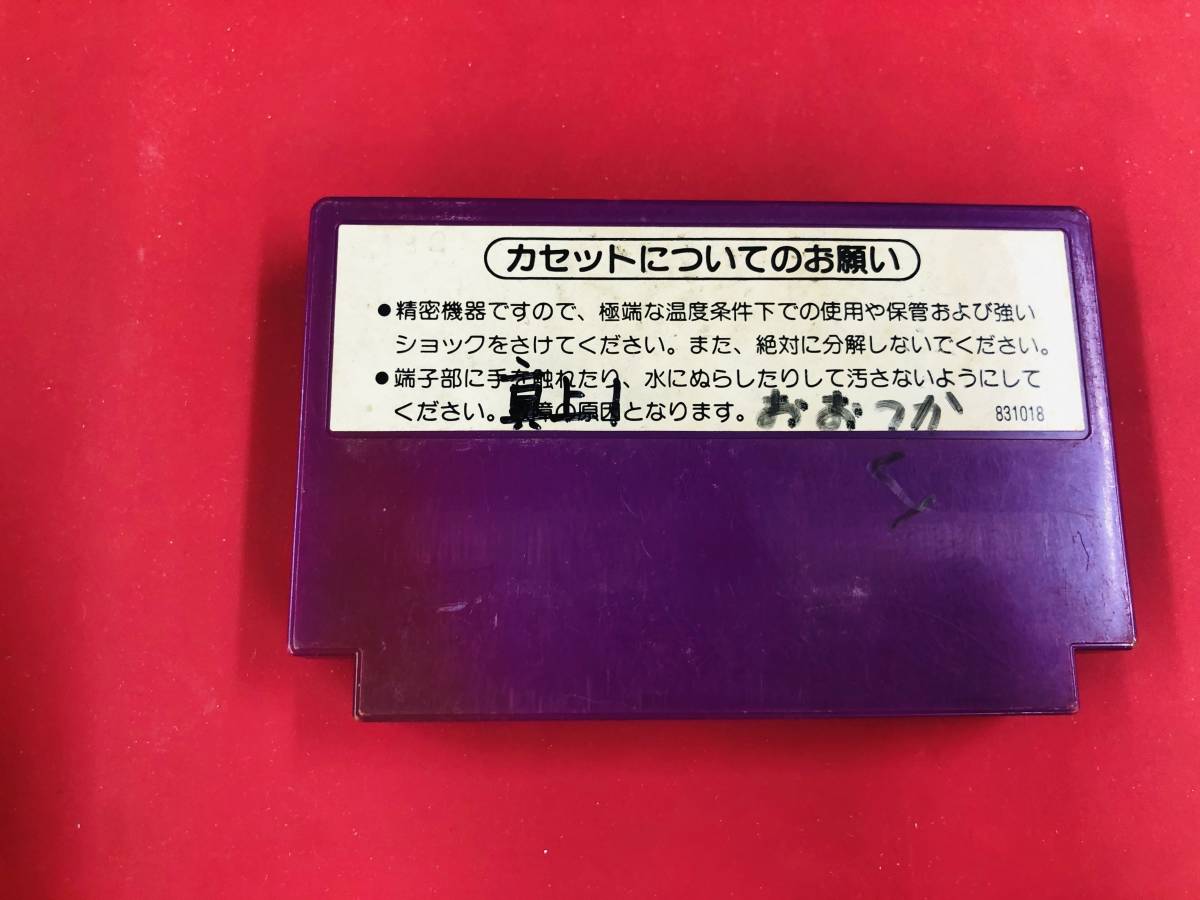 カセットについてのお願い
●精密機器ですので、極端な温度条件下での使用や保管および強い
ショックをさけてください。また、絶対に分解しないでください。
●端子部に手を触れたり、水にぬらしたりして汚さないようにして
ください。故障の原因となります。
真上1
おおつか
831018
く